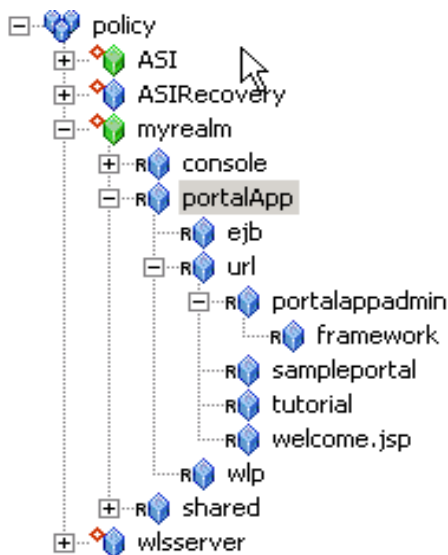 policy
ASI
ASIRecovery
myrealm
R console
R portalApp
R ejb
R url
R portalappadmin
R framework
R sampleportal
R tutorial
R welcome.jsp
R wlp
R shared
wlsserver